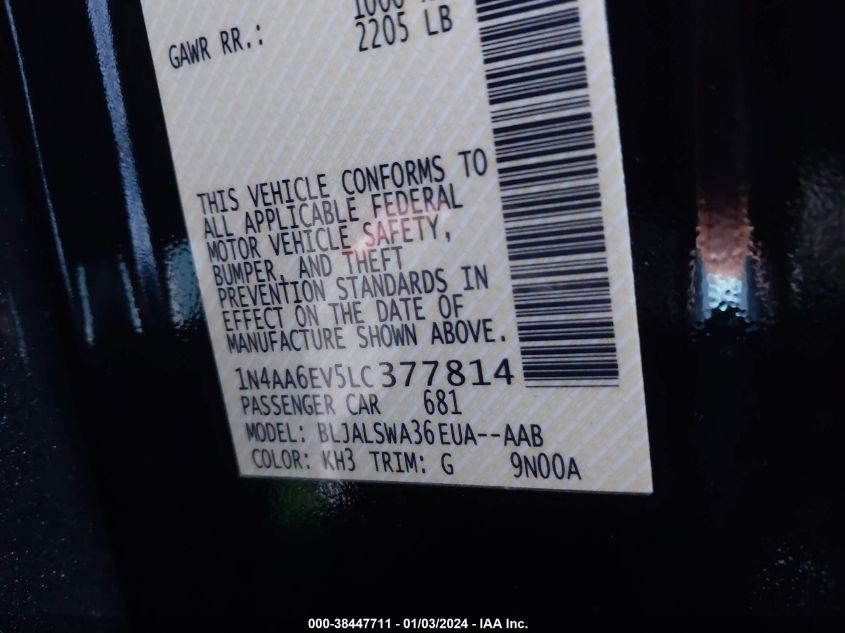 GAWR RR.:
2205 LB
THIS VEHICLE CONFORMS TO
ALL APPLICABLE FEDERAL
MOTOR VEHICLE SAFETY,
BUMPER, AND THEFT
PREVENTION STANDARDS IN
EFFECT ON THE DATE OF
MANUFACTURE SHOWN ABOVE.
1N4AA6EV5LC377814
PASSENGER CAR 681
MODEL: BLJALSWA36EUA--AAB
COLOR: KH3 TRIM: G 9N00A
000-38447711 - 01/03/2024 - IAA Inc.